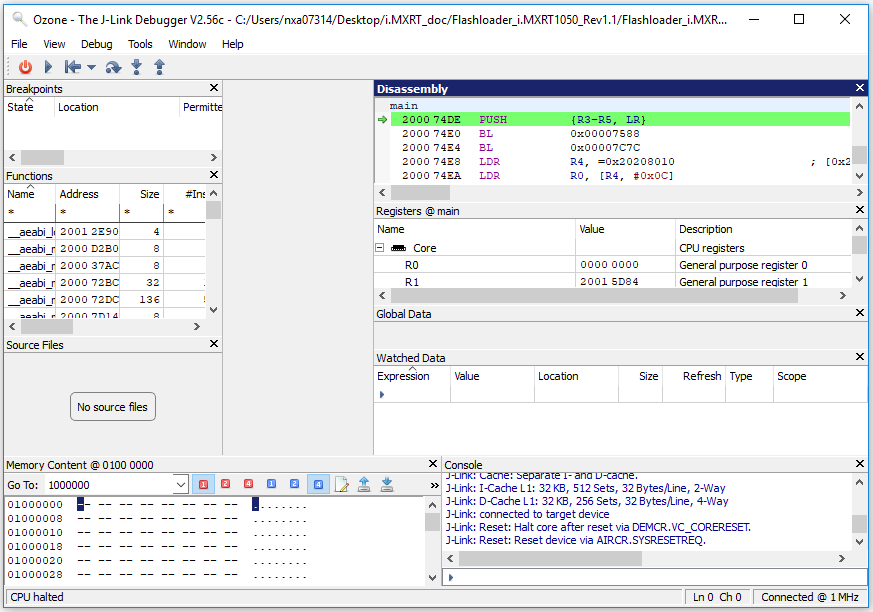 Ozone - The J-Link Debugger V2.56c - C:/Users/nxa07314/Desktop/i.MXRT_doc/Flashloader_i.MXRT1050_Rev1.1/Flashloader_i.MXR...
File View Debug Tools Window Help
Breakpoints
State Location Permitte
Functions
Name Address Size #Ins
* * * *
__aeabi_l 2001 2E90 4
__aeabi_r 2000 D2B0 8
__aeabi_r 2000 37AC 8
__aeabi_r 2000 72BC 32
__aeabi_r 2000 72DC 136
__aeabi_r 2000 7D14 8
Source Files
No source files
Disassembly
main
2000 74DE PUSH {R3-R5, LR}
2000 74E0 BL 0x00007588
2000 74E4 BL 0x00007C7C
2000 74E8 LDR R4, =0x20208010 ; [0x2
2000 74EA LDR R0, [R4, #0x0C]
Registers @ main
Name Value Description
Core CPU registers
R0 0000 0000 General purpose register 0
R1 2001 5D84 General purpose register 1
Global Data
Watched Data
Expression Value Location Size Refresh Type Scope
Memory Content @ 0100 0000
Go To: 1000000 1 2 4 1 2 4 »
01000000 -- -- -- -- -- -- -- -- ........
01000008 -- -- -- -- -- -- -- -- ........
01000010 -- -- -- -- -- -- -- -- ........
01000018 -- -- -- -- -- -- -- -- ........
01000020 -- -- -- -- -- -- -- -- ........
01000028 -- -- -- -- -- -- -- -- ........
Console
J-Link: Cache: Separate I- and D-cache.
J-Link: I-Cache L1: 32 KB, 512 Sets, 32 Bytes/Line, 2-Way
J-Link: D-Cache L1: 32 KB, 256 Sets, 32 Bytes/Line, 4-Way
J-Link: connected to target device
J-Link: Reset: Halt core after reset via DEMCR.VC_CORERESET.
J-Link: Reset: Reset device via AIRCR.SYSRESETREQ.
CPU halted
Ln 0 Ch 0
Connected @ 1 MHz